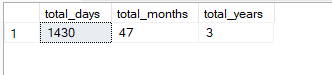 total_days total_months total_years
1 1430 47 3